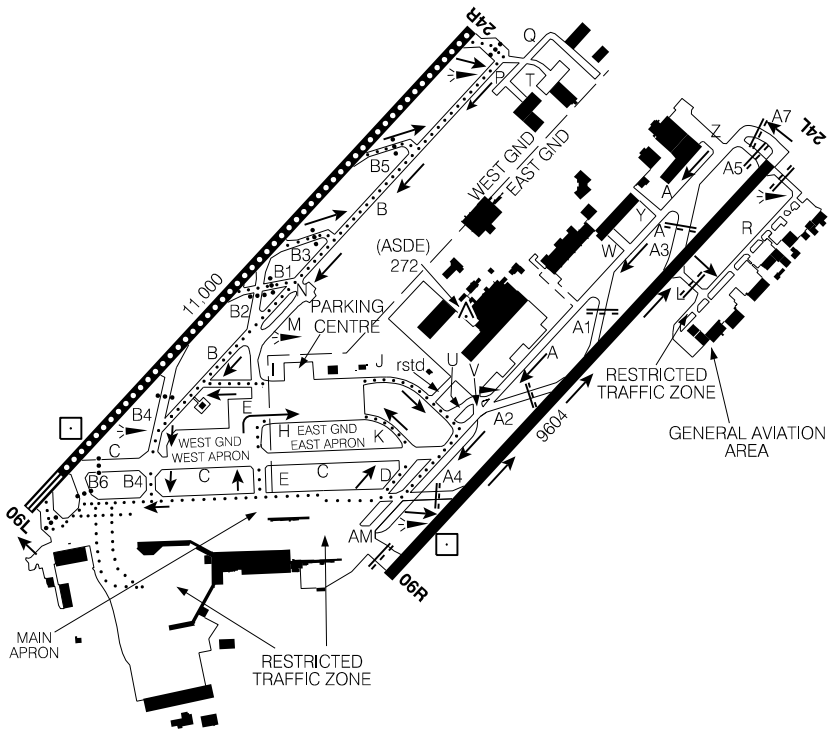 24R
Q
P
T
A7
24L
Z
B5
WEST GND
EAST GND
A5
B
A
Y
R
(ASDE)
272
A
A3
W
B3
B1
11,000
N
L
B2
PARKING
CENTRE
A1
M
B
J
rstd
U
V
A
RESTRICTED
TRAFFIC ZONE
B4
E
A2
9604
GENERAL AVIATION
AREA
H
EAST GND
EAST APRON
K
WEST GND
WEST APRON
C
B6
B4
C
E
C
D
A4
06L
AM
06R
MAIN
APRON
RESTRICTED
TRAFFIC ZONE